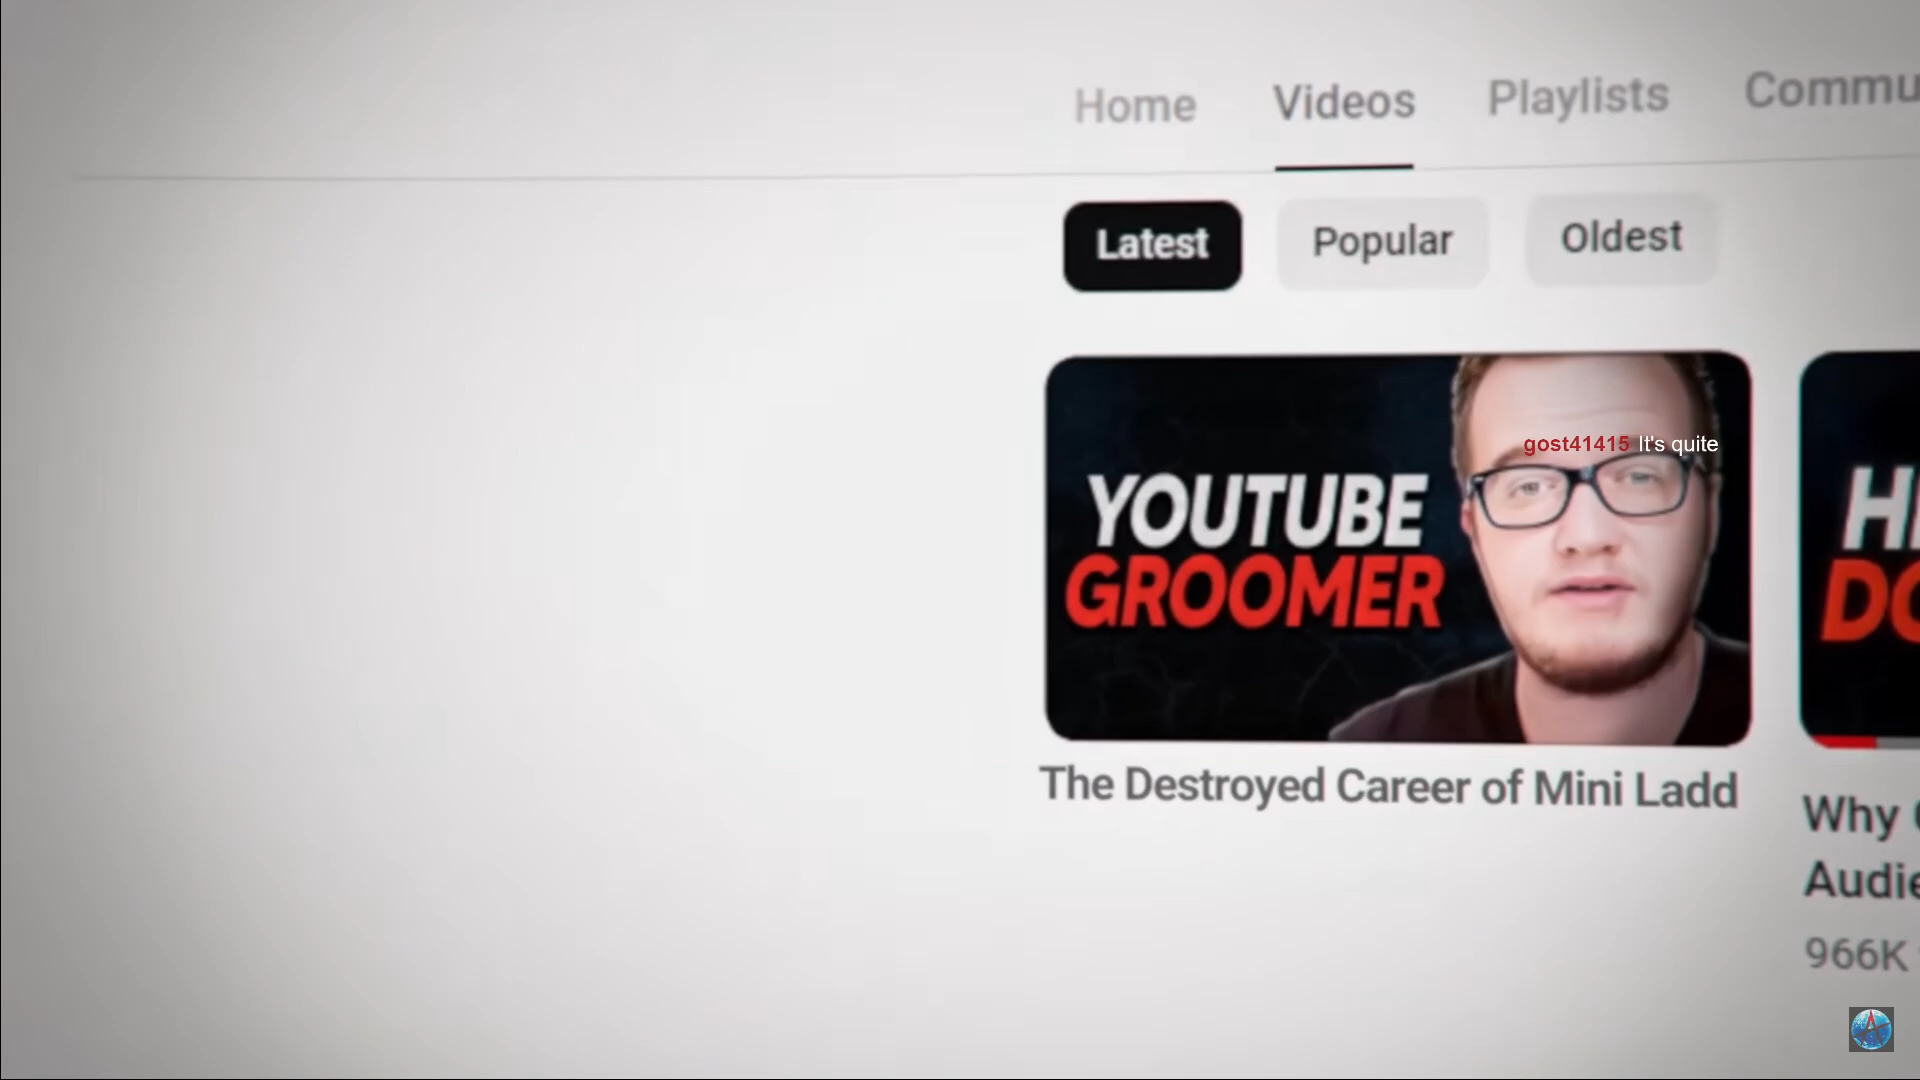 Home Videos Playlists Commu
Latest Popular Oldest
gost41415 It's quite
YOUTUBE
GROOMER
The Destroyed Career of Mini Ladd
DO
Why
Audie
966K